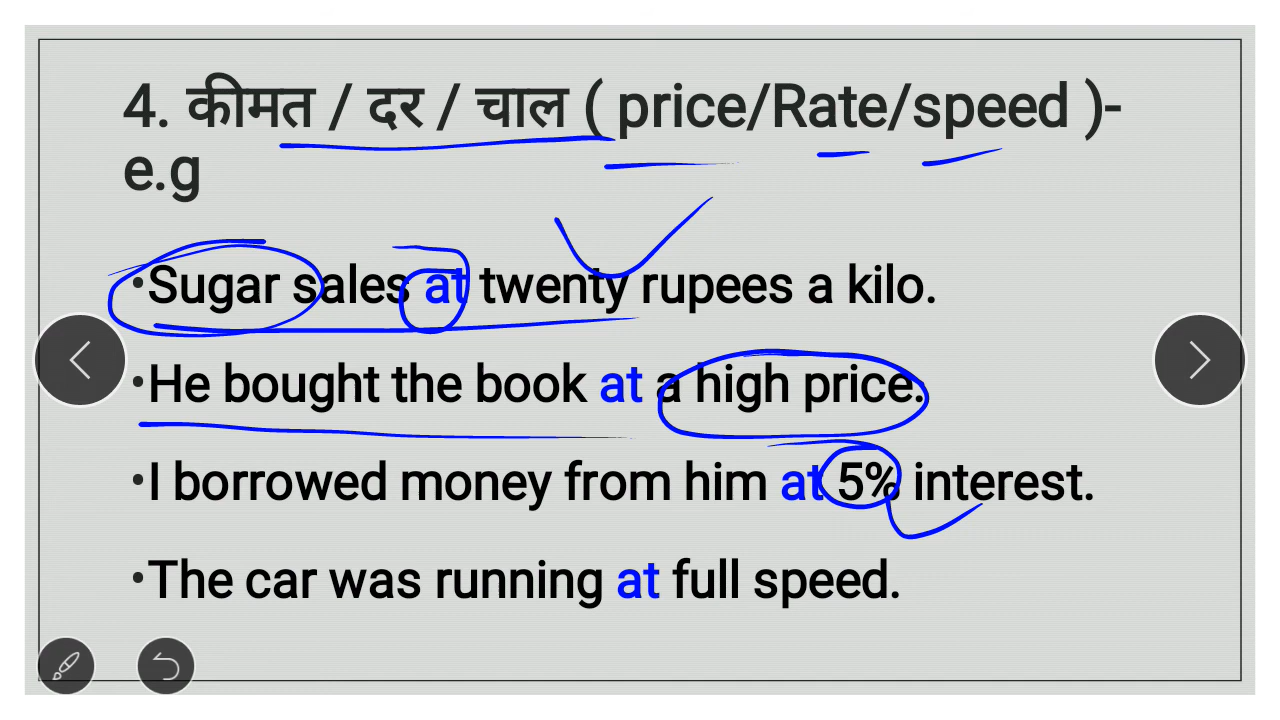 4. कीमत / दर / चाल ( price/Rate/speed )-
e.g
•Sugar sales at twenty rupees a kilo.
•He bought the book at a high price.
•I borrowed money from him at 5% interest.
•The car was running at full speed.